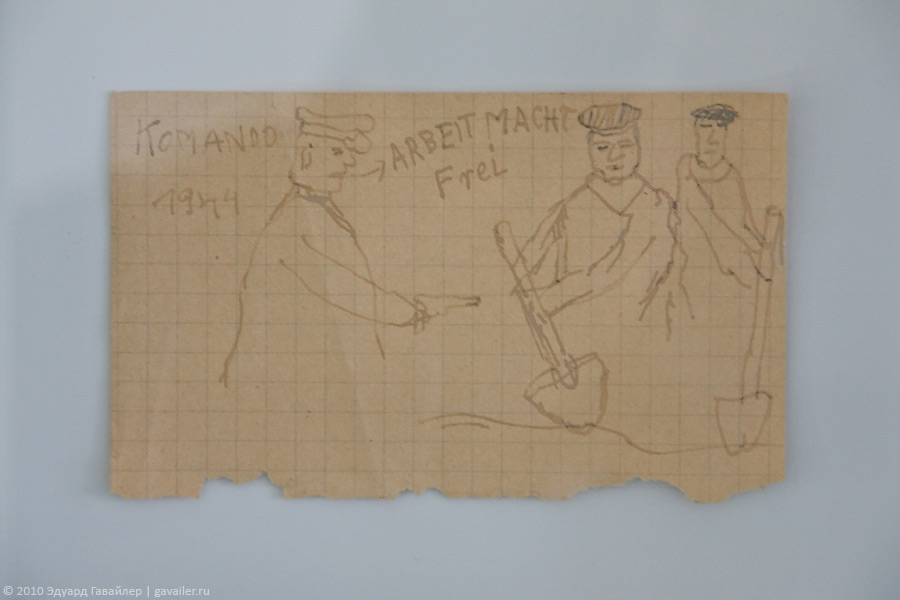 KOMANDO
1944
ARBEIT MACHT
Frei
© 2010 Эдуард Гавайлер | gavailer.ru